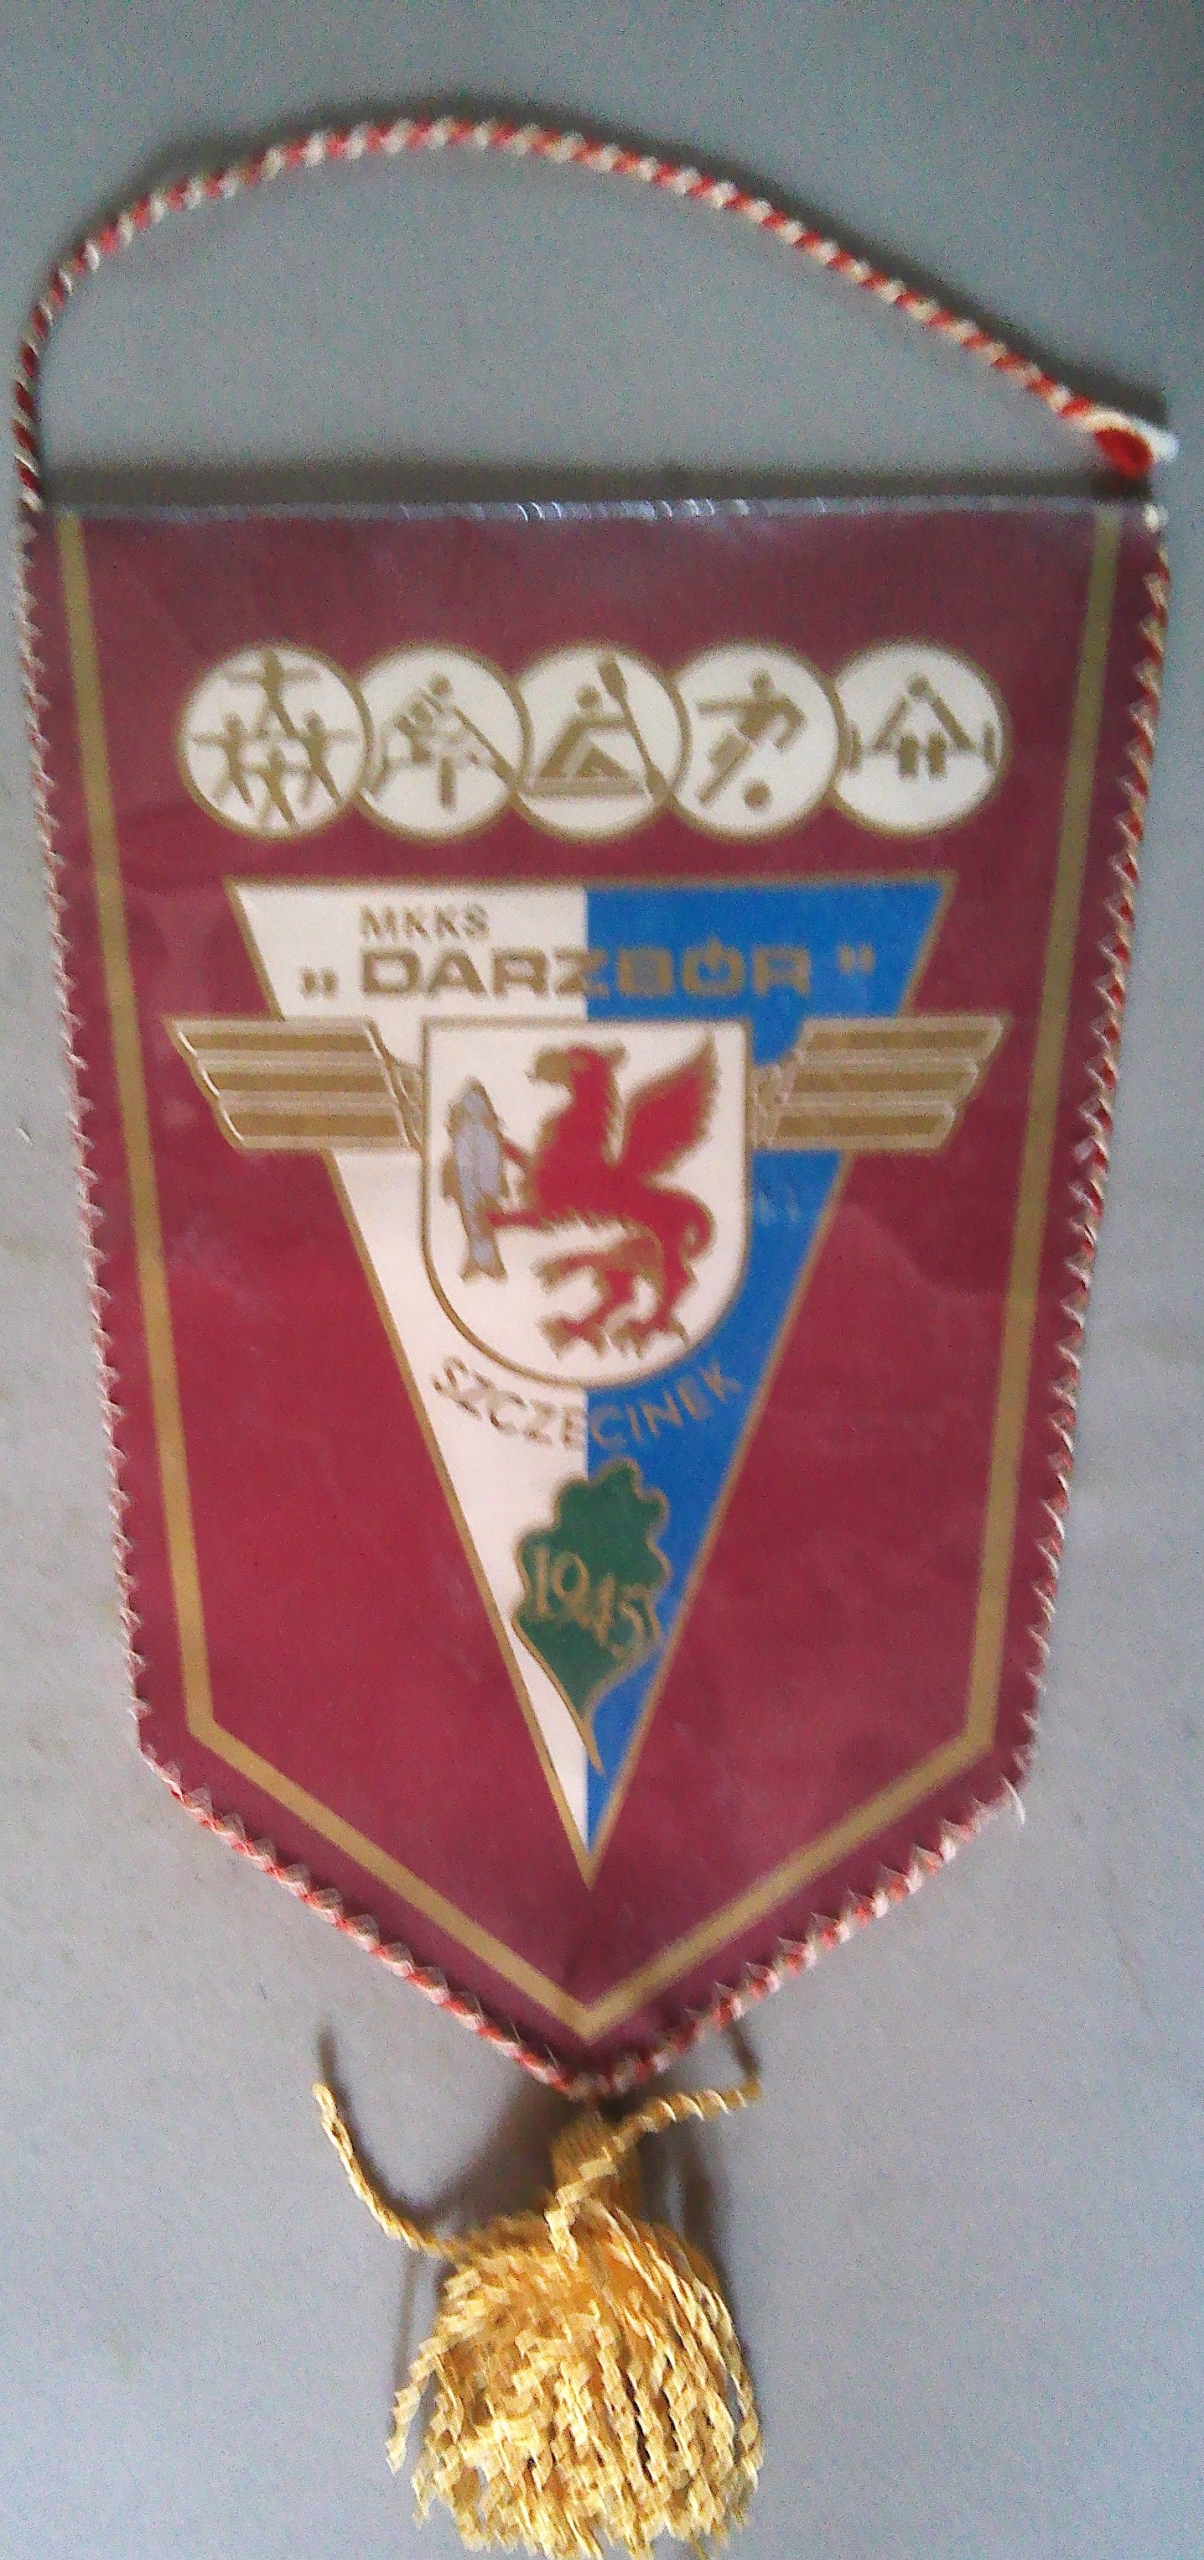 MKKS
„DARZBÓR”
SZCZECINEK
1945